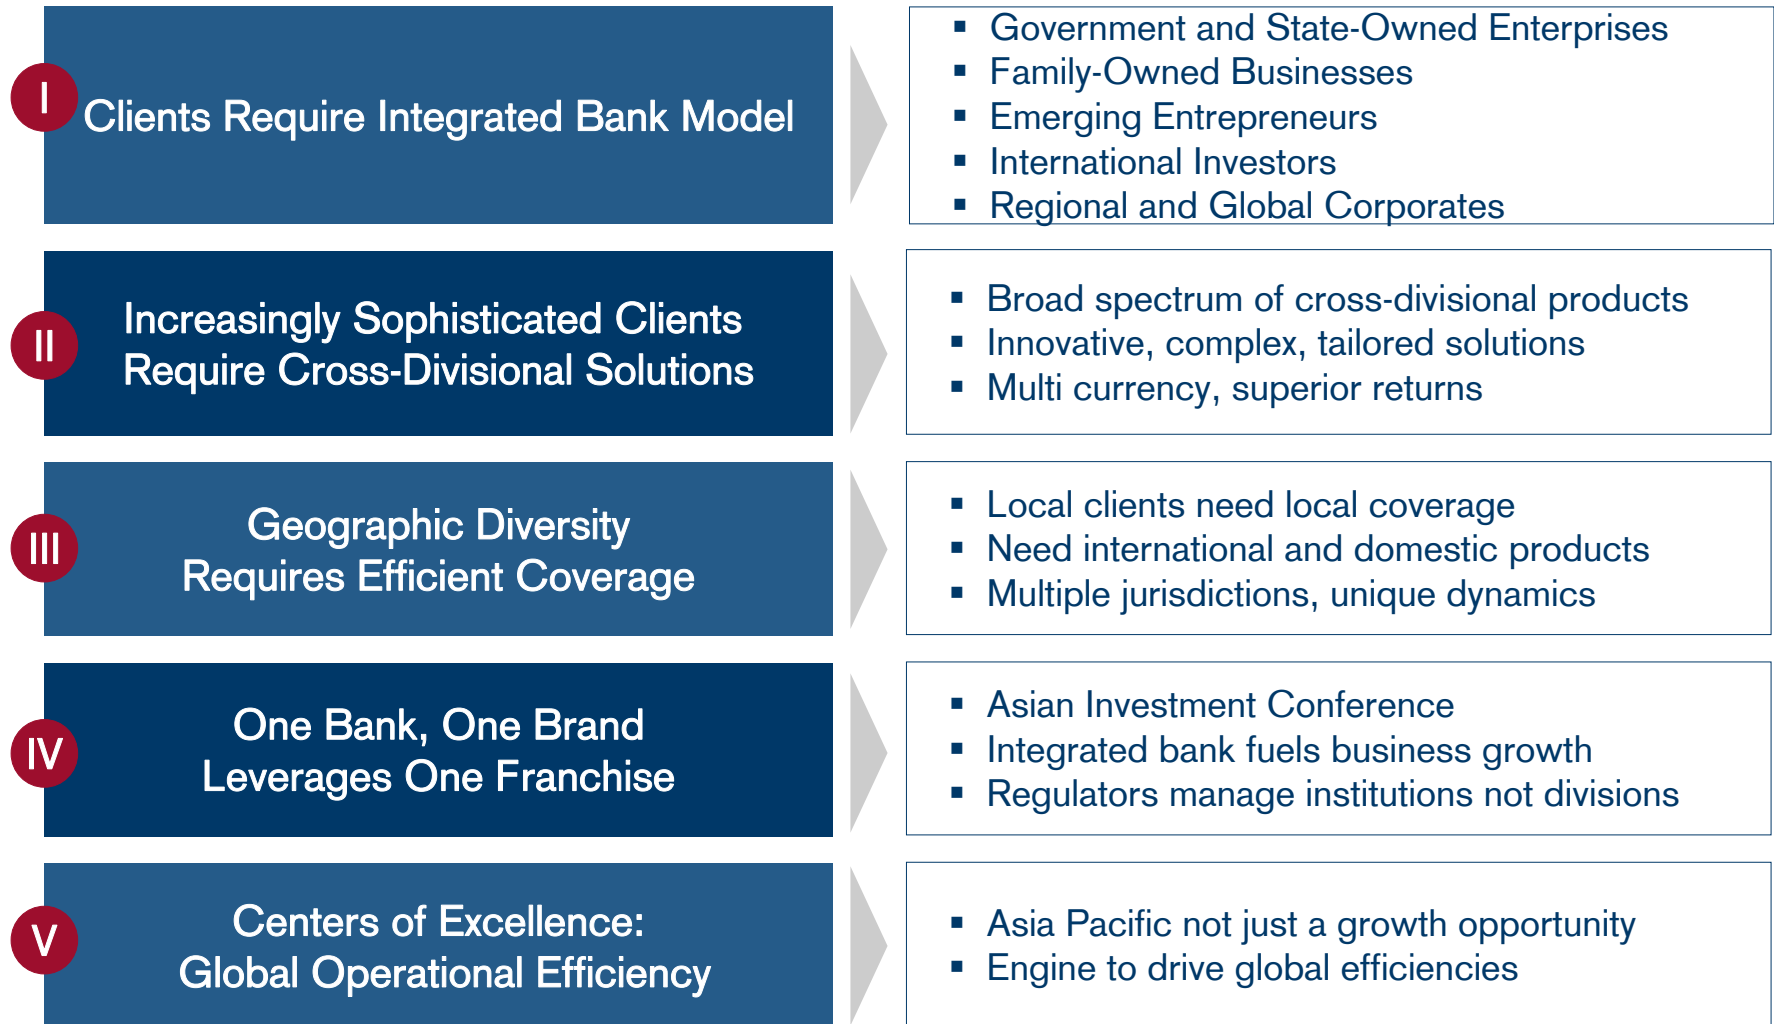 I
Clients Require Integrated Bank Model
▪ Government and State-Owned Enterprises
▪ Family-Owned Businesses
▪ Emerging Entrepreneurs
▪ International Investors
▪ Regional and Global Corporates
II
Increasingly Sophisticated Clients
Require Cross-Divisional Solutions
▪ Broad spectrum of cross-divisional products
▪ Innovative, complex, tailored solutions
▪ Multi currency, superior returns
III
Geographic Diversity
Requires Efficient Coverage
▪ Local clients need local coverage
▪ Need international and domestic products
▪ Multiple jurisdictions, unique dynamics
IV
One Bank, One Brand
Leverages One Franchise
▪ Asian Investment Conference
▪ Integrated bank fuels business growth
▪ Regulators manage institutions not divisions
V
Centers of Excellence:
Global Operational Efficiency
▪ Asia Pacific not just a growth opportunity
▪ Engine to drive global efficiencies